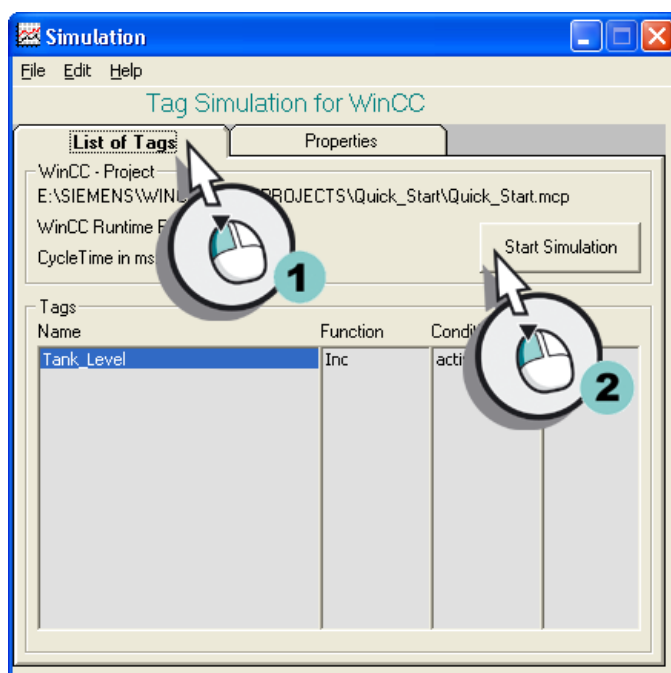 Simulation
File Edit Help
Tag Simulation for WinCC
List of Tags Properties
WinCC - Project
E:\SIEMENS\ PROJECTS\Quick_Start\Quick_Start.mcp
WinCC Runtime
CycleTime in ms
Start Simulation
1
Tags
Name Function
Tank_Level Inc
2